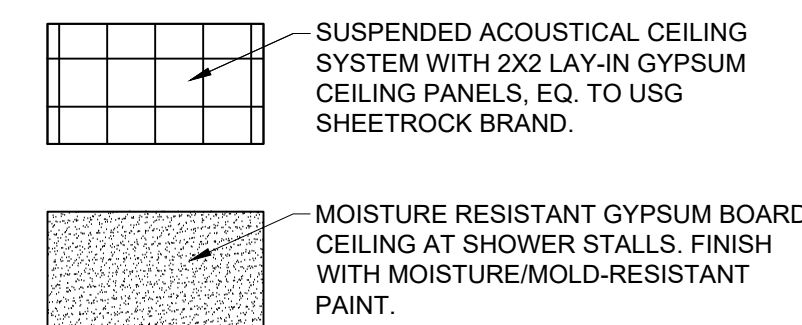 SUSPENDED ACOUSTICAL CEILING
SYSTEM WITH 2X2 LAY-IN GYPSUM
CEILING PANELS, EQ. TO USG
SHEETROCK BRAND.
MOISTURE RESISTANT GYPSUM BOARD
CEILING AT SHOWER STALLS. FINISH
WITH MOISTURE/MOLD-RESISTANT
PAINT.